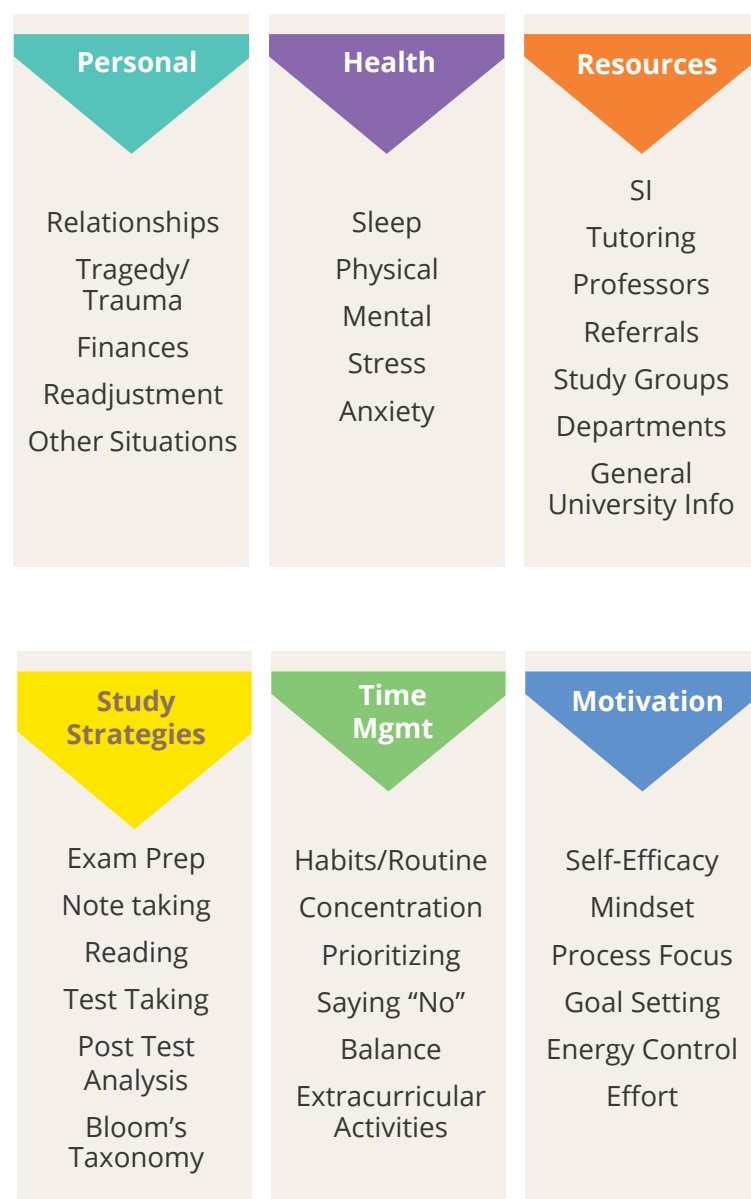 Personal
Relationships
Tragedy/
Trauma
Finances
Readjustment
Other Situations
Health
Sleep
Physical
Mental
Stress
Anxiety
Resources
SI
Tutoring
Professors
Referrals
Study Groups
Departments
General
University Info
Study
Strategies
Exam Prep
Note taking
Reading
Test Taking
Post Test
Analysis
Bloom’s
Taxonomy
Time
Mgmt
Habits/Routine
Concentration
Prioritizing
Saying “No”
Balance
Extracurricular
Activities
Motivation
Self-Efficacy
Mindset
Process Focus
Goal Setting
Energy Control
Effort